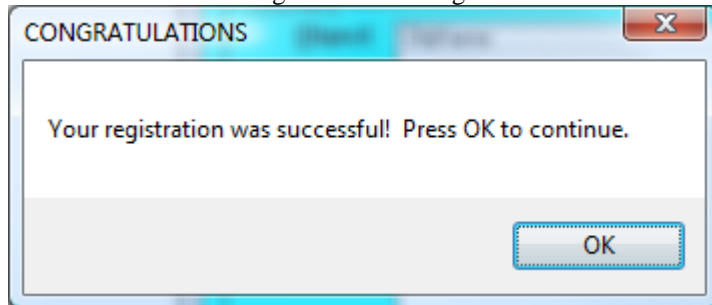 CONGRATULATIONS
Your registration was successful!  Press OK to continue.
OK